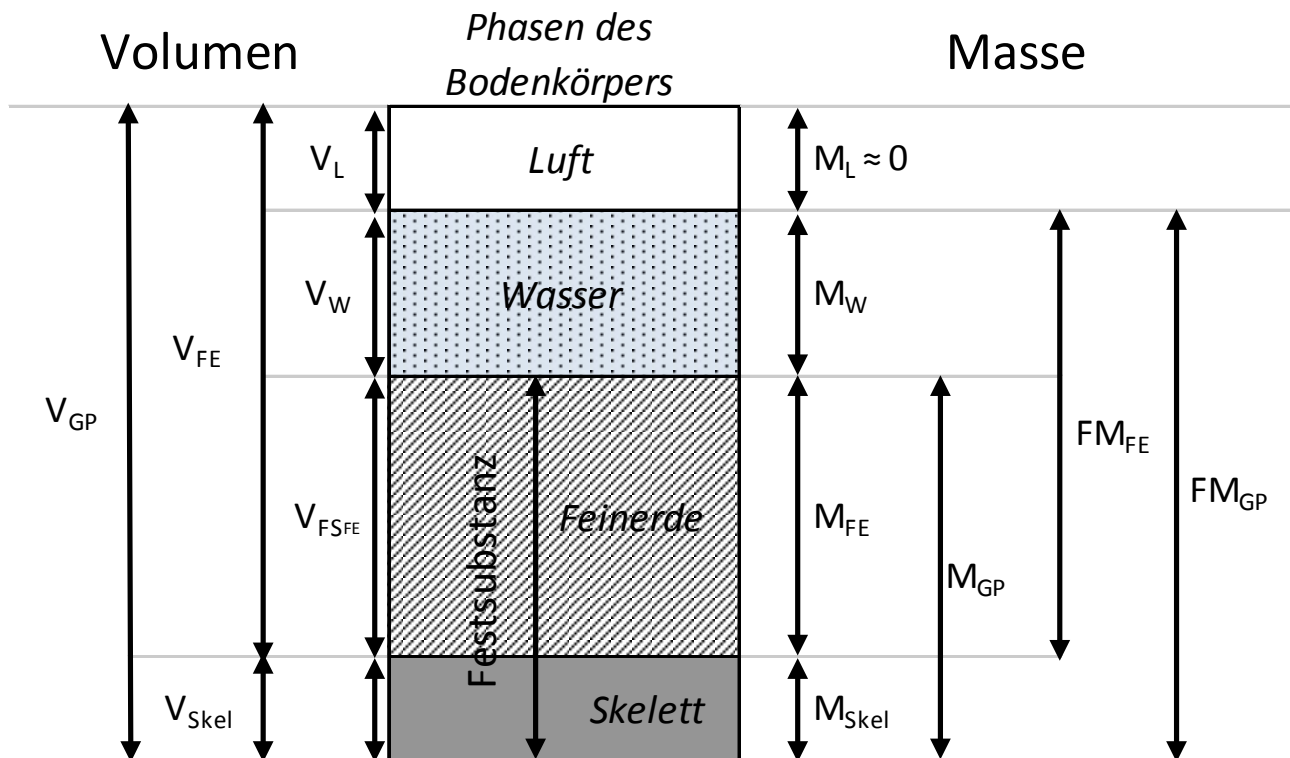 Volumen
Phasen des
Bodenkörpers
Masse
V_L
Luft
M_L ≈ 0
V_W
Wasser
M_W
V_FE
V_GP
FM_FE
FM_GP
V_FS_FE
Festsubstanz
Feinerde
M_FE
M_GP
V_Skel
Skelett
M_Skel